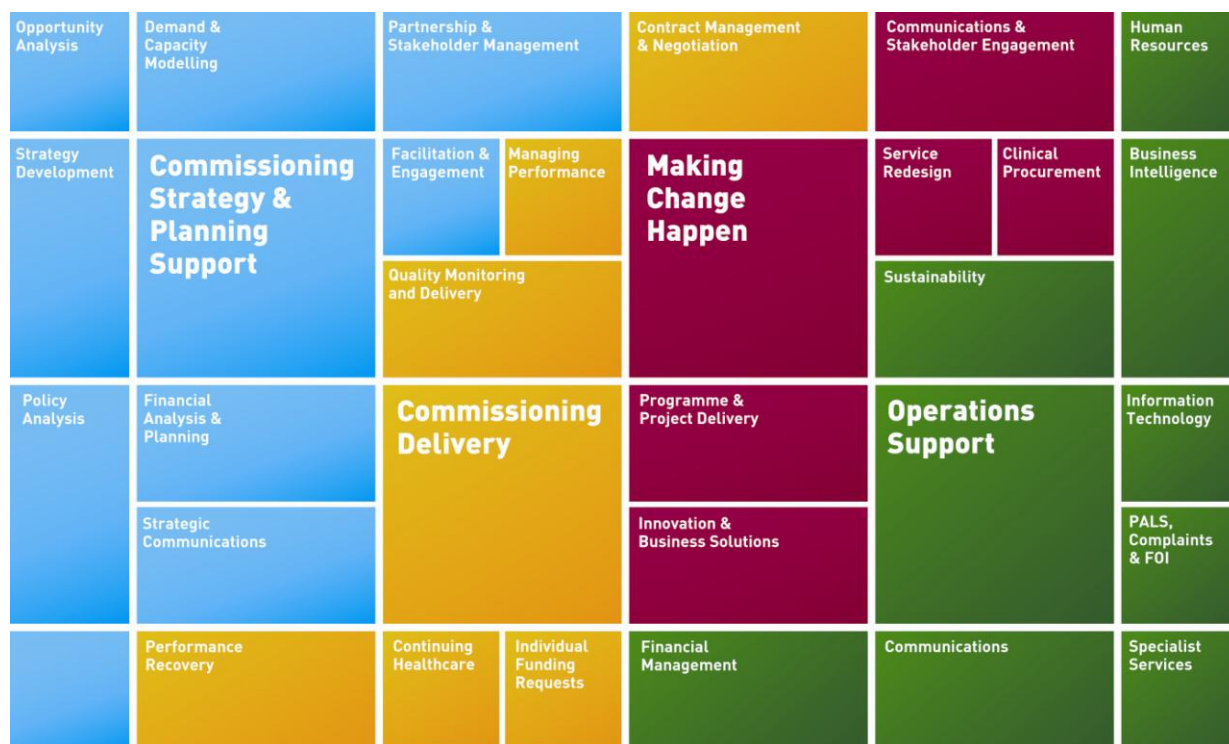 Opportunity
Analysis
Demand &
Capacity
Modelling
Partnership &
Stakeholder Management
Contract Management
& Negotiation
Communications &
Stakeholder Engagement
Human
Resources
Strategy
Development
Commissioning
Strategy &
Planning
Support
Facilitation &
Engagement
Managing
Performance
Quality Monitoring
and Delivery
Making
Change
Happen
Service
Redesign
Clinical
Procurement
Sustainability
Business
Intelligence
Policy
Analysis
Financial
Analysis &
Planning
Strategic
Communications
Commissioning
Delivery
Programme &
Project Delivery
Innovation &
Business Solutions
Operations
Support
Information
Technology
PALS,
Complaints
& FOI
Performance
Recovery
Continuing
Healthcare
Individual
Funding
Requests
Financial
Management
Communications
Specialist
Services